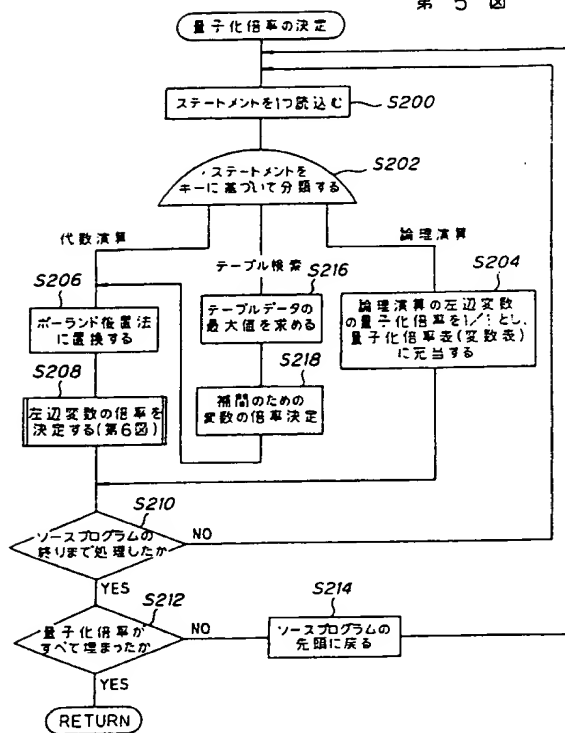 第 5 図
量子化倍率の決定
ステートメントを1つ読込む
S200
ステートメントを
キーに基づいて分類する
S202
代数演算
テーブル検索
論理演算
S206
ポーランド後置法
に置換する
S216
テーブルデータの
最大値を求める
S204
論理演算の左辺変数
の量子化倍率を1/1とし、
量子化倍率表(変数表)
に充当する
S208
左辺変数の倍率を
決定する(第6図)
S218
補間のための
変数の倍率決定
S210
ソースプログラムの
終りまで処理したか
NO
YES
S212
量子化倍率が
すべて埋まったか
NO
S214
ソースプログラムの
先頭に戻る
YES
RETURN